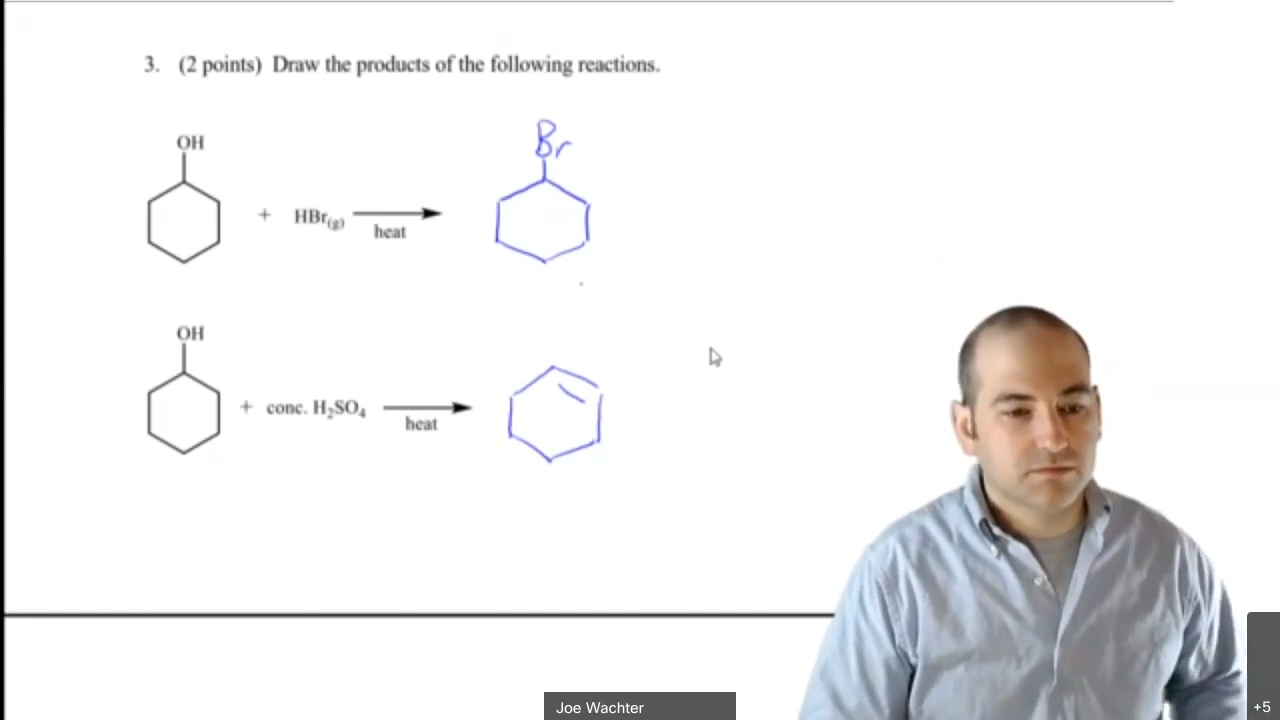 3. (2 points) Draw the products of the following reactions.
OH
Br
+ HBr(g)
heat
OH
+ conc. H₂SO₄
heat
Joe Wachter
+5